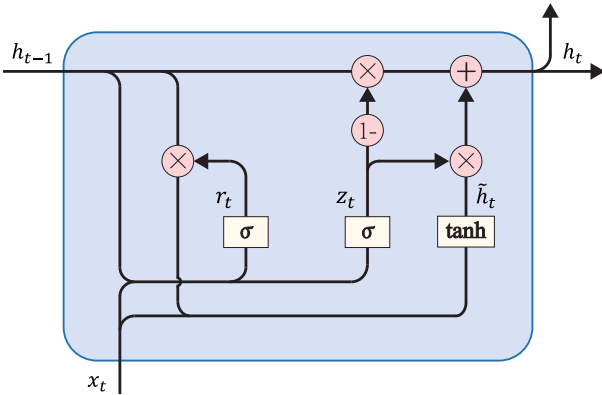 h_{t-1}
×
+
h_t
1-
×
×
r_t
z_t
h̃_t
σ
σ
tanh
x_t